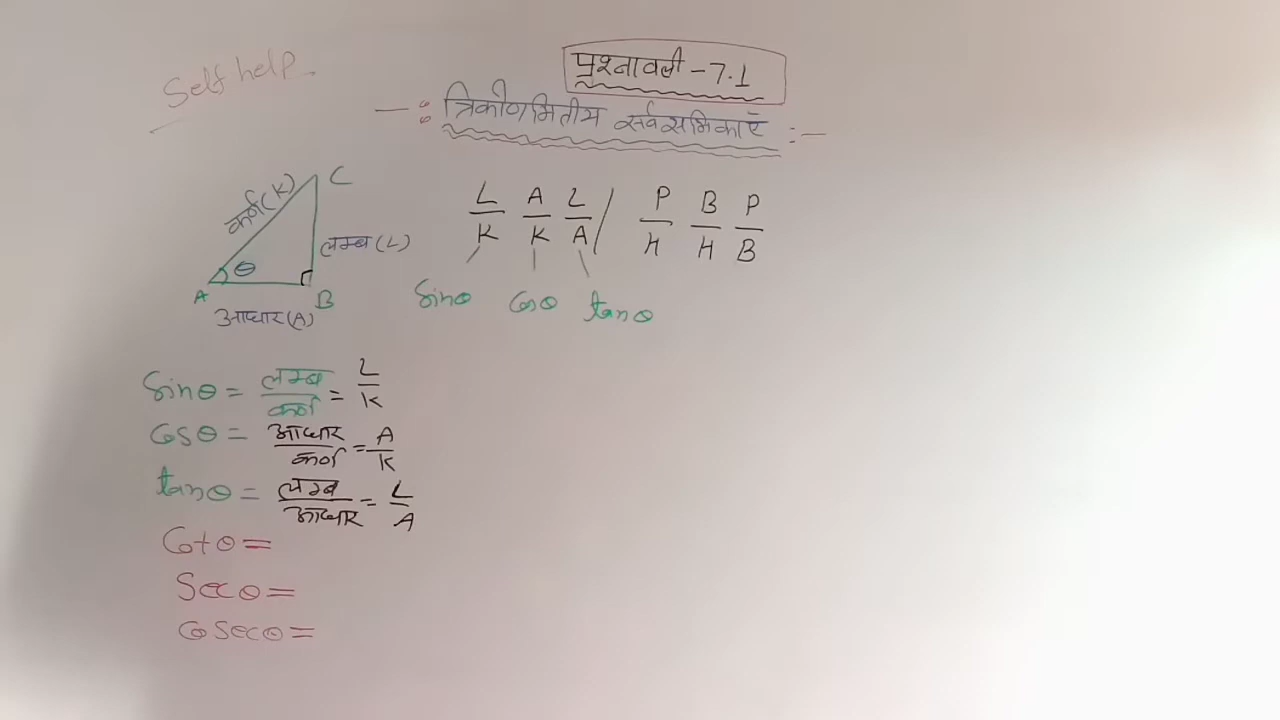 Self help
प्रश्नावली - 7.1
-: त्रिकोणमितीय सर्वसमिकाएँ :-
कर्ण(K)
C
लम्ब (L)
θ
A
B
आधार(A)
L/K A/K L/A / P/H B/H P/B
Sinθ Cosθ tanθ
Sinθ = लम्ब/कर्ण = L/K
Cosθ = आधार/कर्ण = A/K
tanθ = लम्ब/आधार = L/A
Cotθ =
Secθ =
Cosecθ =